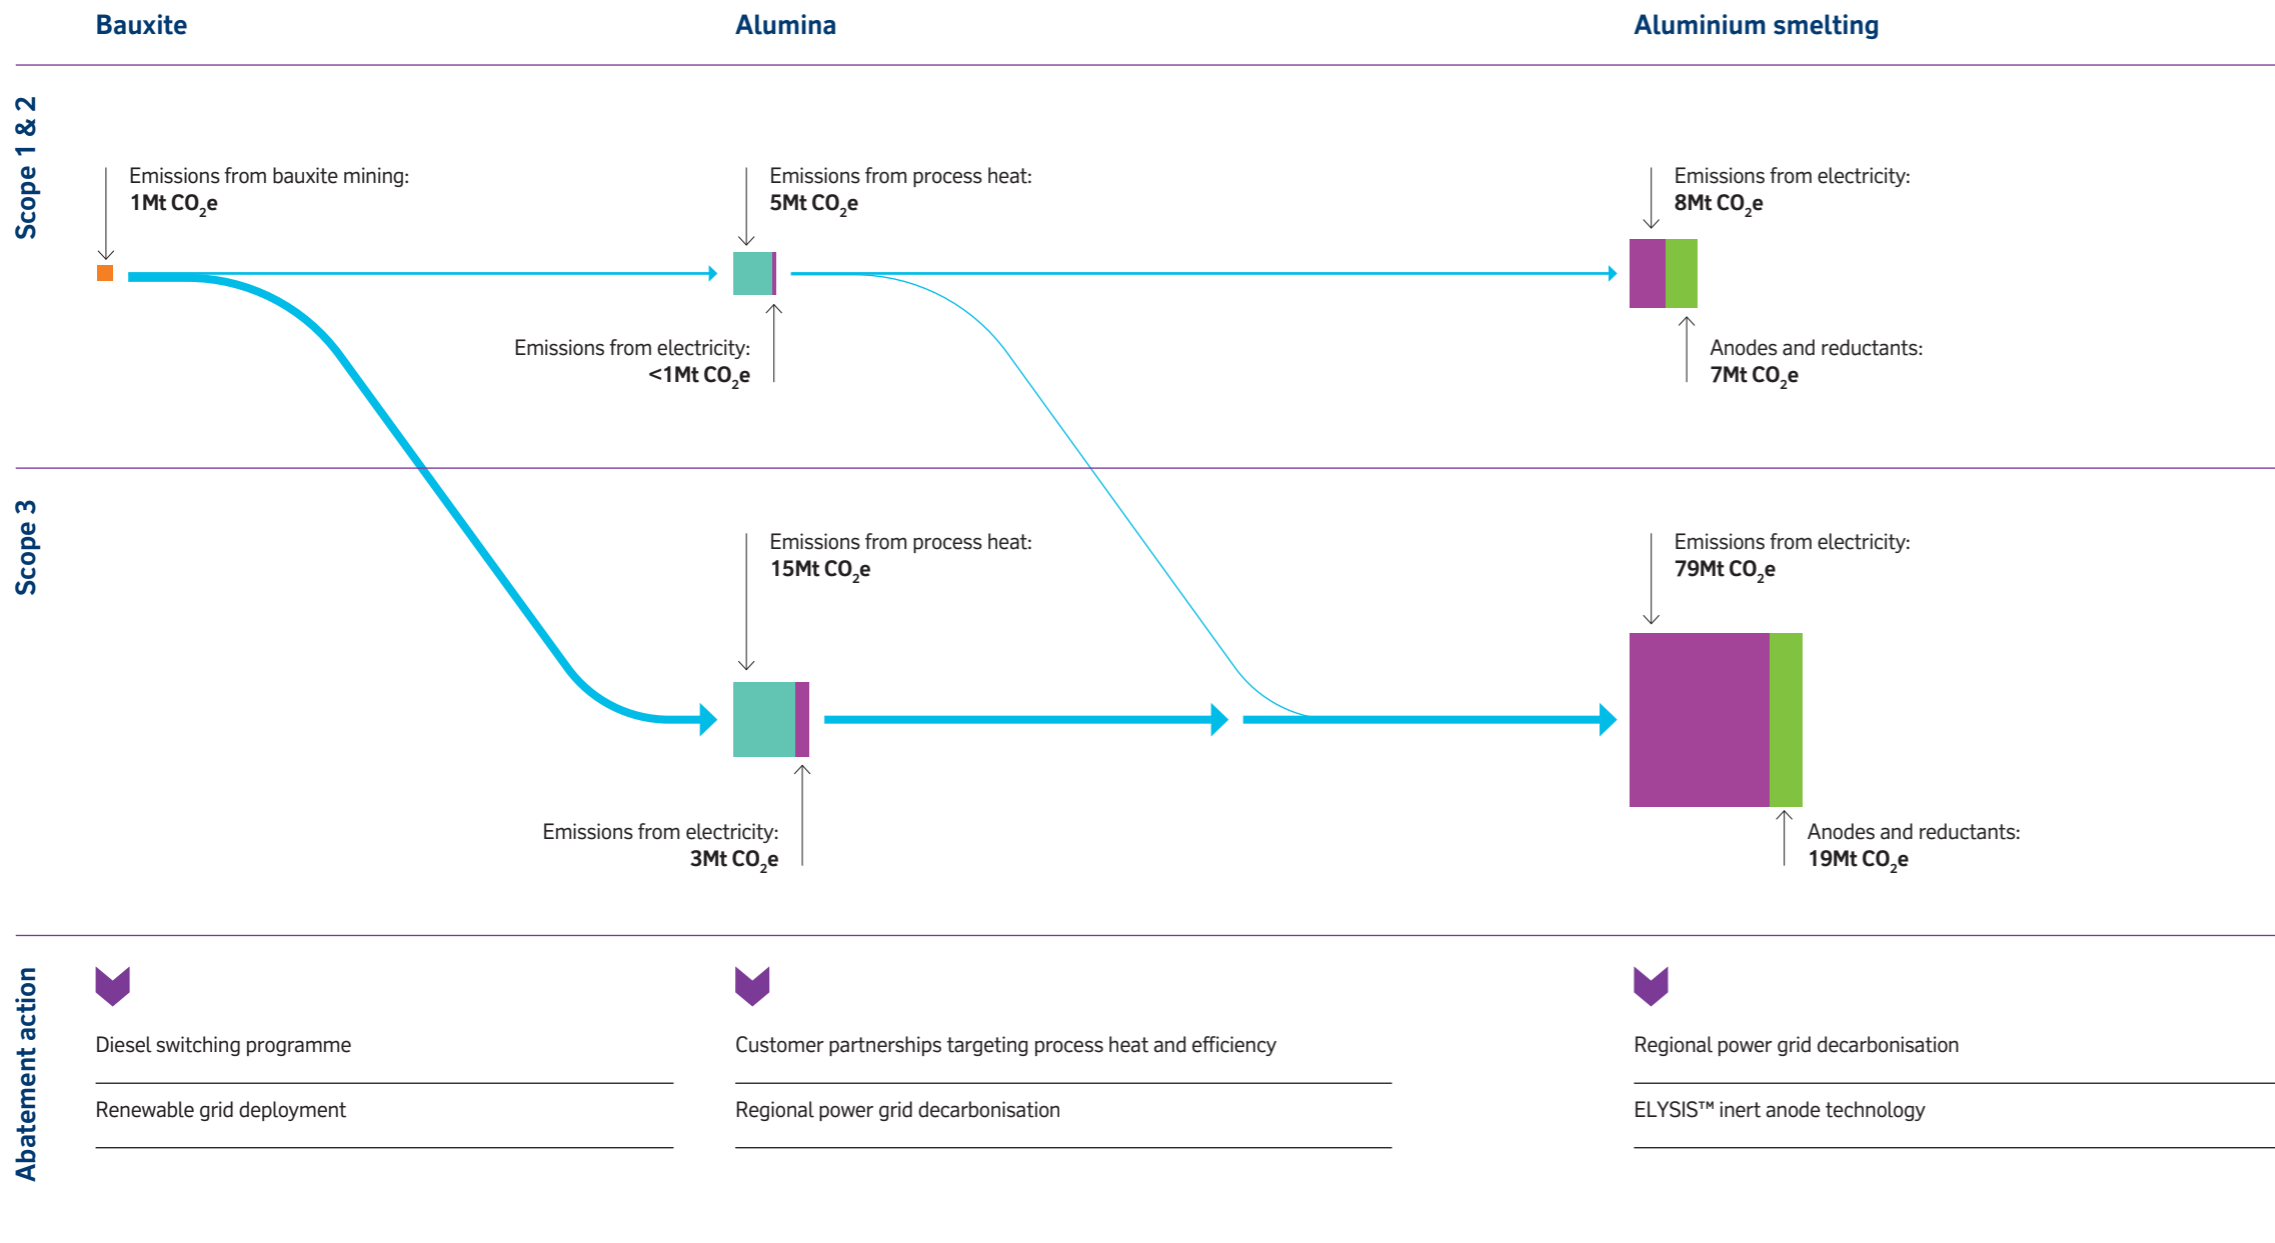 Bauxite
Alumina
Aluminium smelting
Scope 1 & 2
Emissions from bauxite mining:
1Mt CO₂e
Emissions from process heat:
5Mt CO₂e
Emissions from electricity:
8Mt CO₂e
Emissions from electricity:
<1Mt CO₂e
Anodes and reductants:
7Mt CO₂e
Scope 3
Emissions from process heat:
15Mt CO₂e
Emissions from electricity:
79Mt CO₂e
Emissions from electricity:
3Mt CO₂e
Anodes and reductants:
19Mt CO₂e
Abatement action
Diesel switching programme
Customer partnerships targeting process heat and efficiency
Regional power grid decarbonisation
Renewable grid deployment
Regional power grid decarbonisation
ELYSIS™ inert anode technology